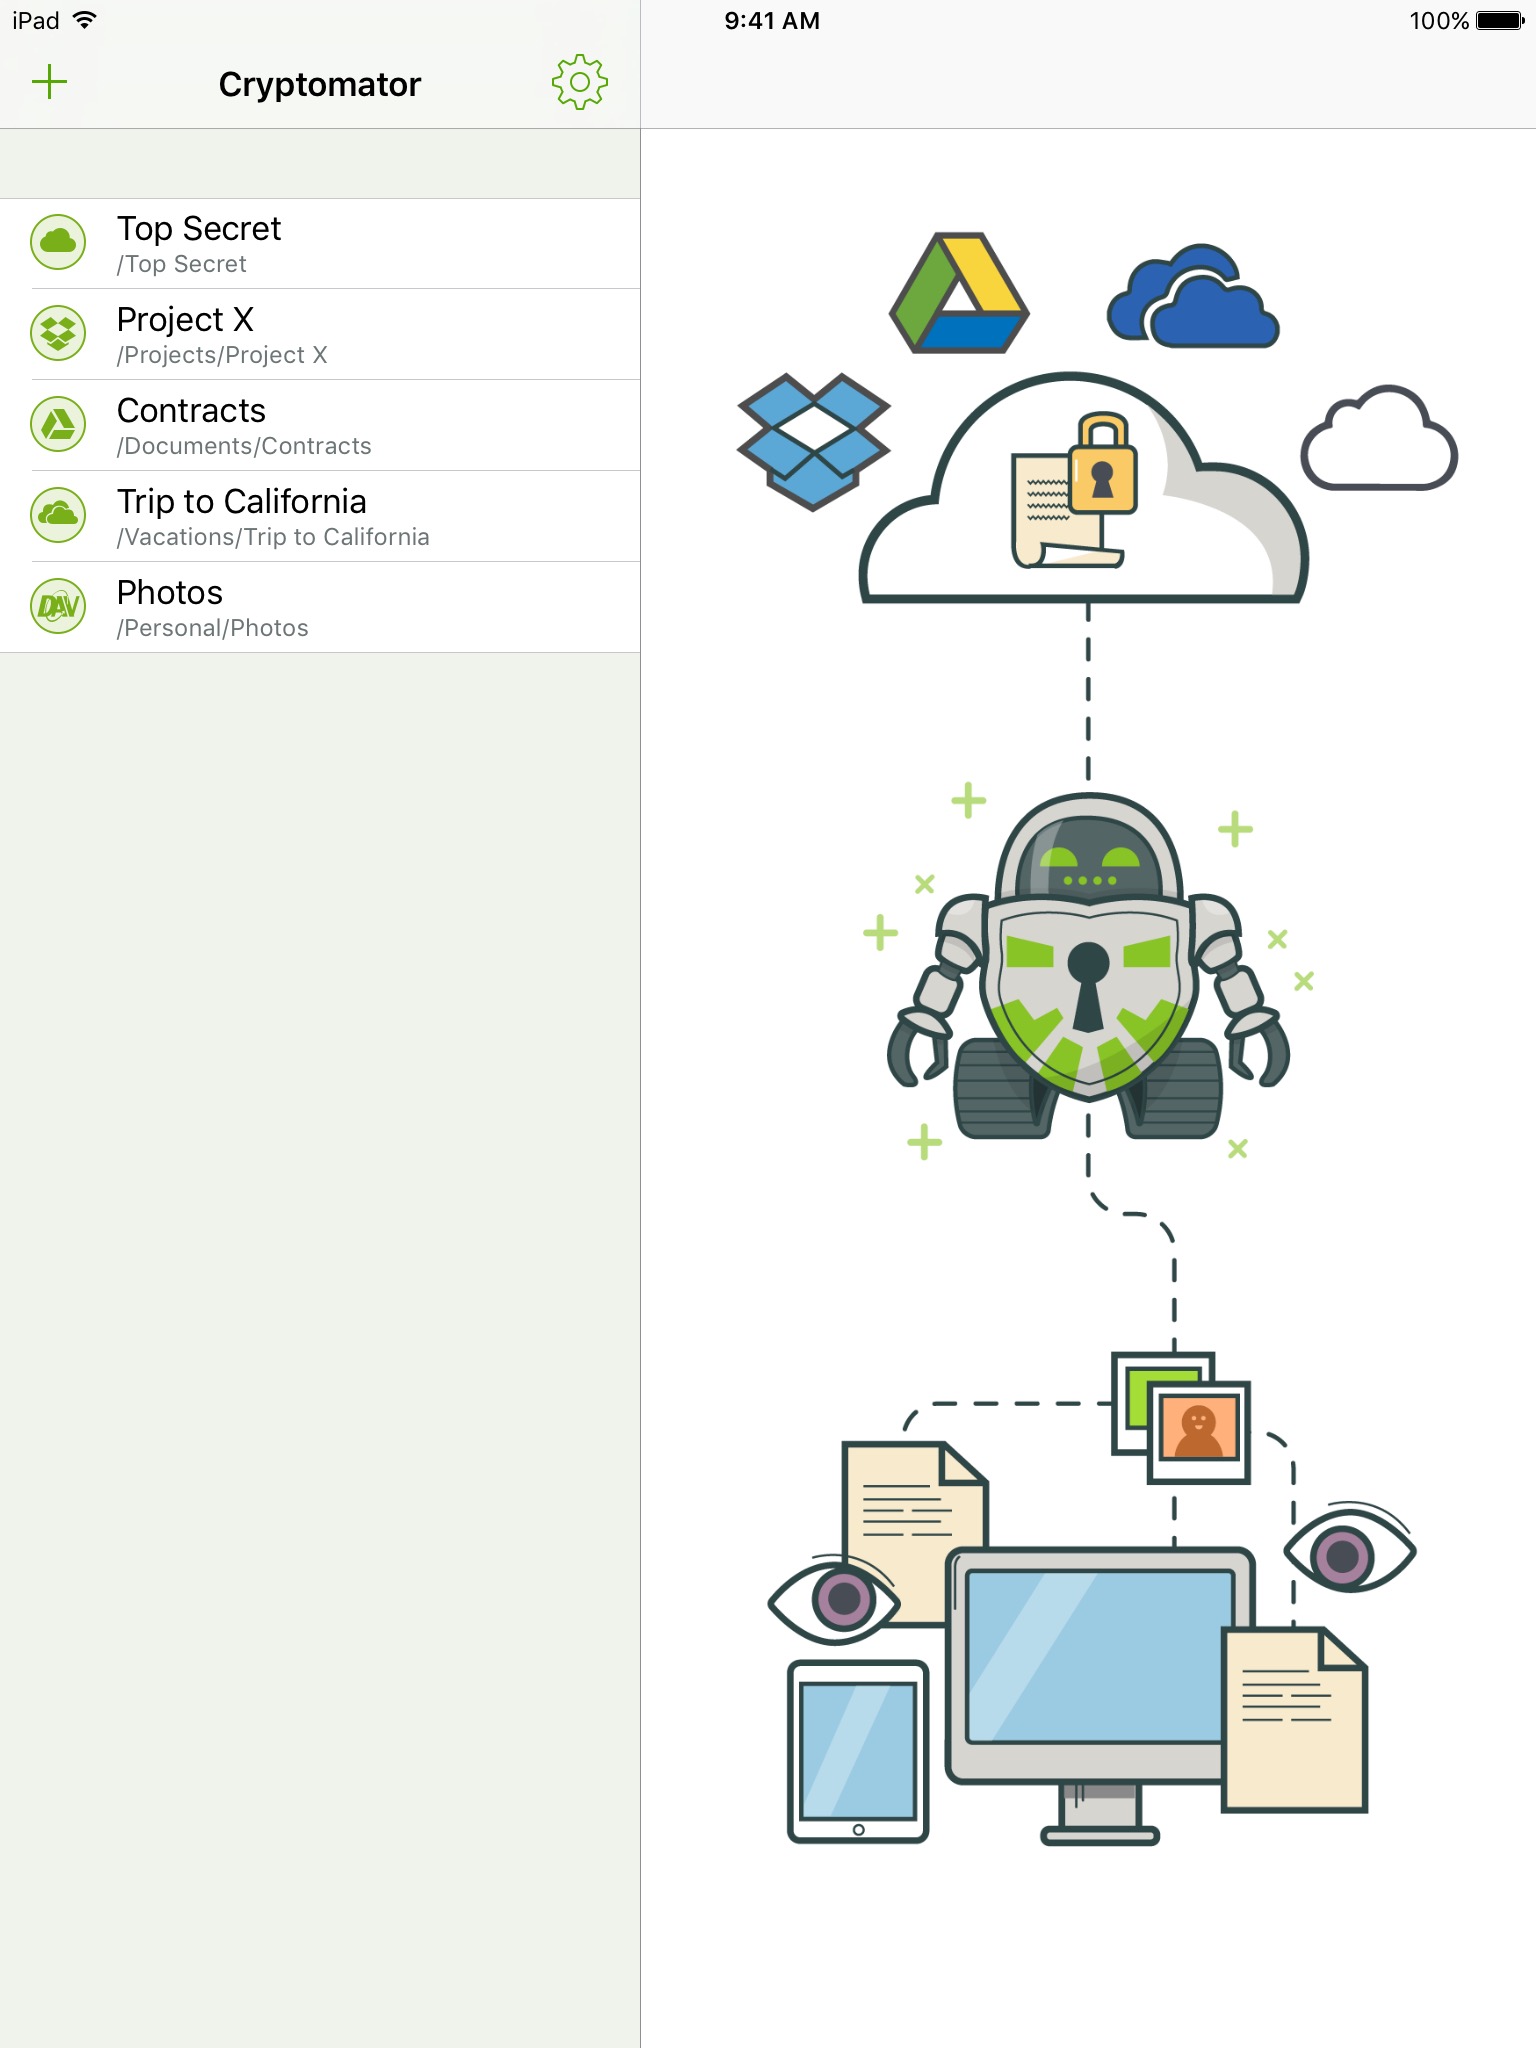 iPad
9:41 AM
100%
Cryptomator
Top Secret
/Top Secret
Project X
/Projects/Project X
Contracts
/Documents/Contracts
Trip to California
/Vacations/Trip to California
DAV
Photos
/Personal/Photos